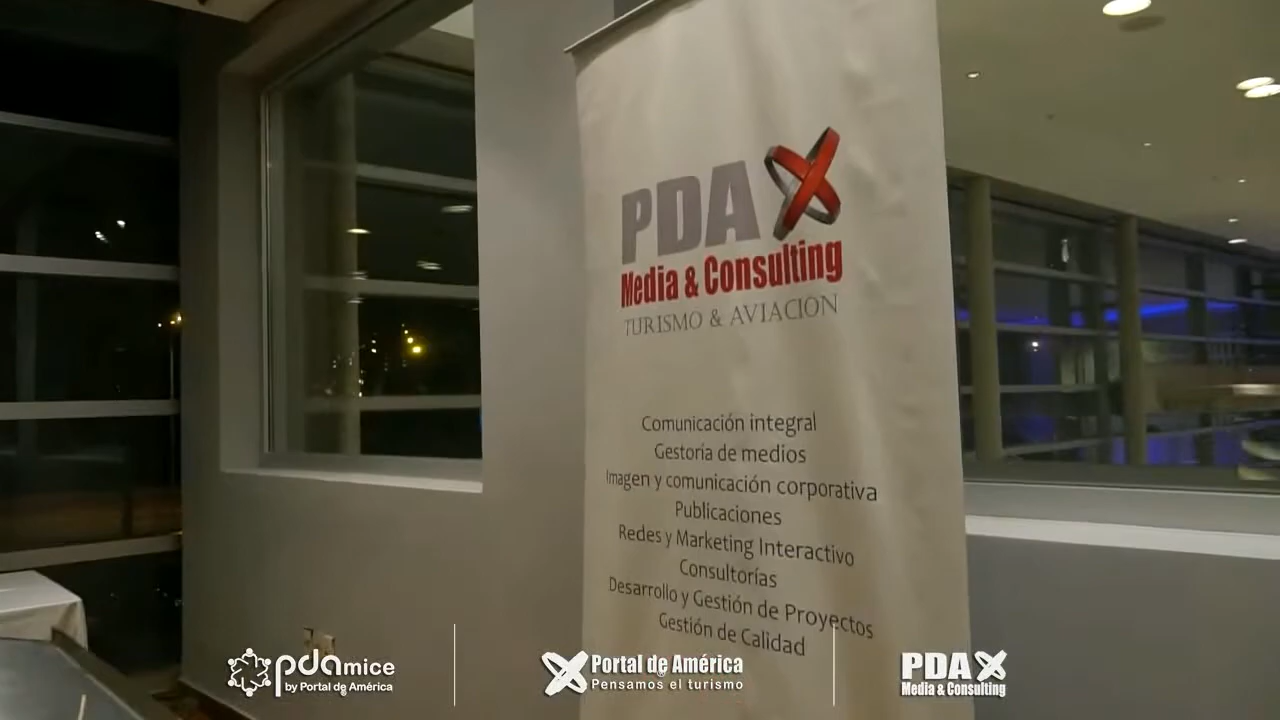 PDA
Media & Consulting
TURISMO & AVIACION
Comunicación integral
Gestoría de medios
Imagen y comunicación corporativa
Publicaciones
Redes y Marketing Interactivo
Consultorías
Desarrollo y Gestión de Proyectos
Gestión de Calidad
pdamice
by Portal de América
Portal de América
Pensamos el turismo
PDA
Media & Consulting